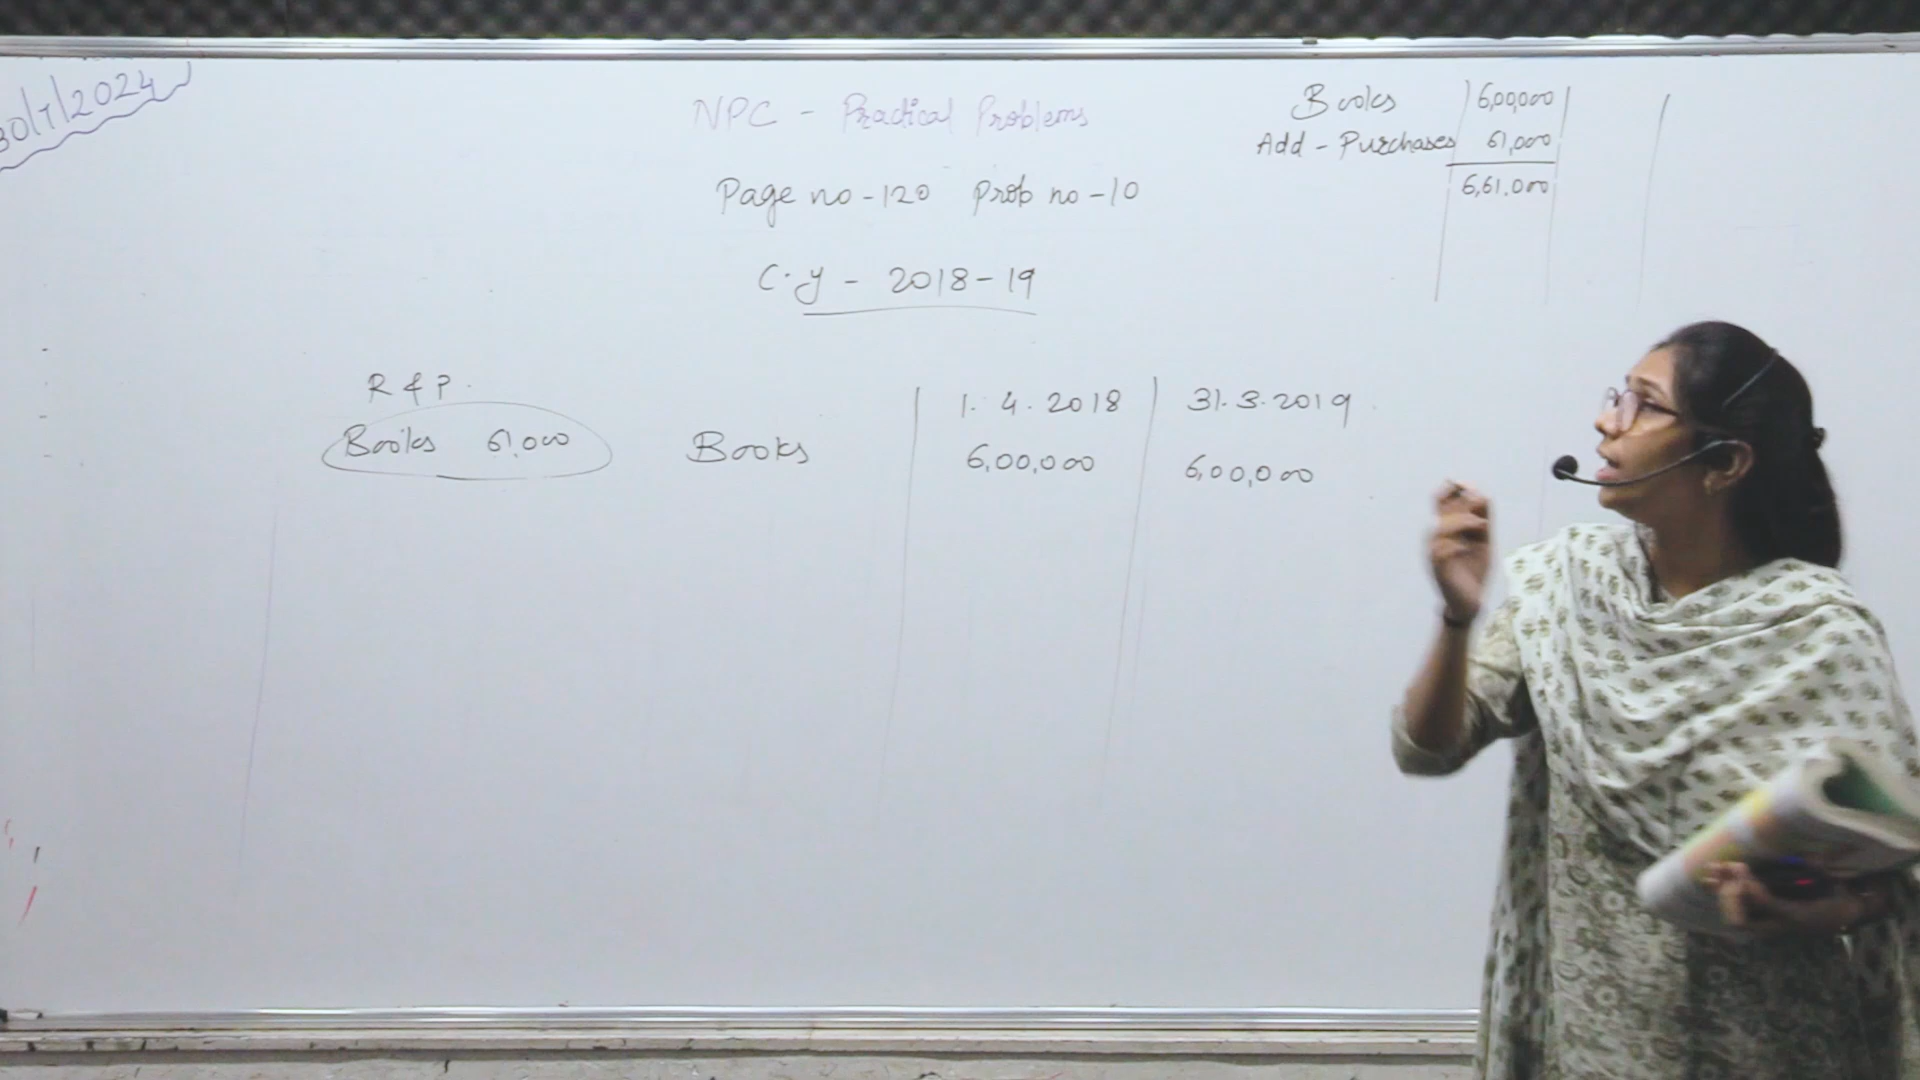 30/7/2024
NPC - Practical Problems
Page no-120 Prob no-10
C.y - 2018-19
Books 6,00,000
Add - Purchases 61,000
6,61,000
R & P.
Books 61,000
1.4.2018 31.3.2019
Books 6,00,000 6,00,000